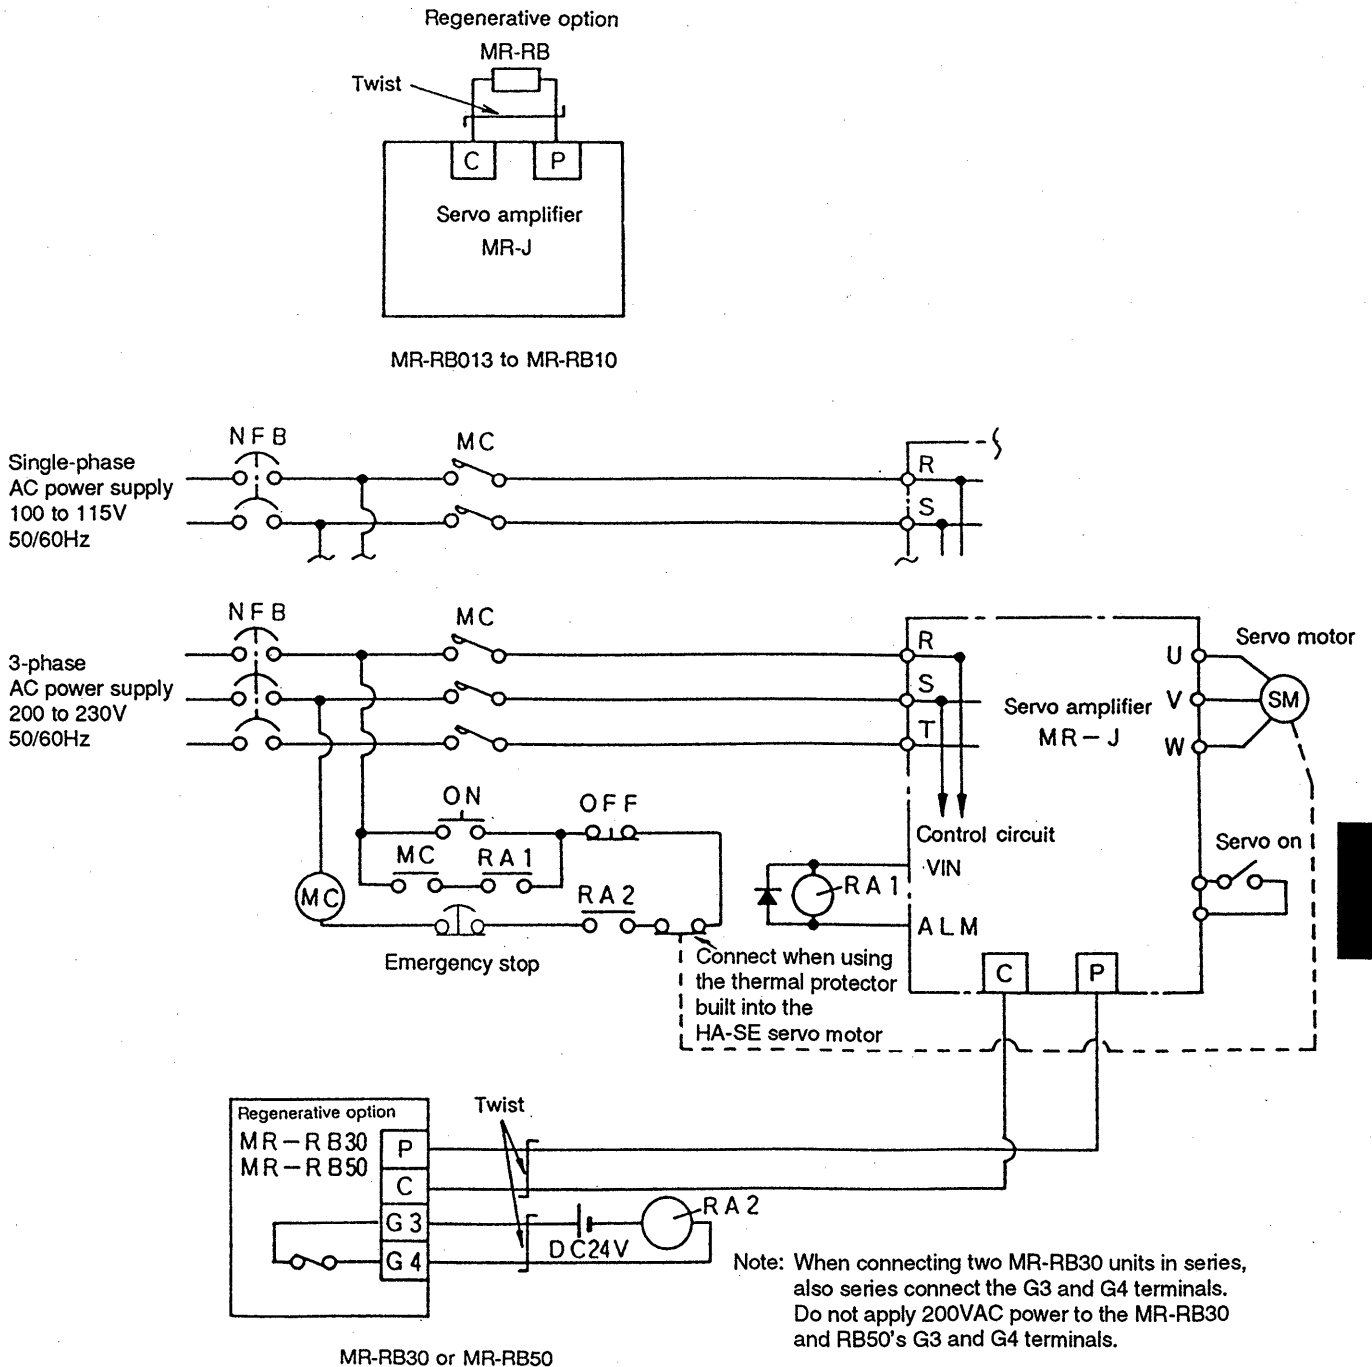 Regenerative option
MR-RB
Twist
C P
Servo amplifier
MR-J
MR-RB013 to MR-RB10
NFB
MC
Single-phase
AC power supply
100 to 115V
50/60Hz
R
S
NFB
MC
3-phase
AC power supply
200 to 230V
50/60Hz
R
S
T
Servo amplifier
MR-J
U
V
W
Servo motor
SM
ON
OFF
MC
RA1
MC
RA2
Emergency stop
Control circuit
VIN
RA1
ALM
Servo on
Connect when using
the thermal protector
built into the
HA-SE servo motor
C P
Regenerative option
MR-RB30
MR-RB50
P
C
G3
G4
Twist
DC24V
RA2
Note: When connecting two MR-RB30 units in series,
also series connect the G3 and G4 terminals.
Do not apply 200VAC power to the MR-RB30
and RB50's G3 and G4 terminals.
MR-RB30 or MR-RB50